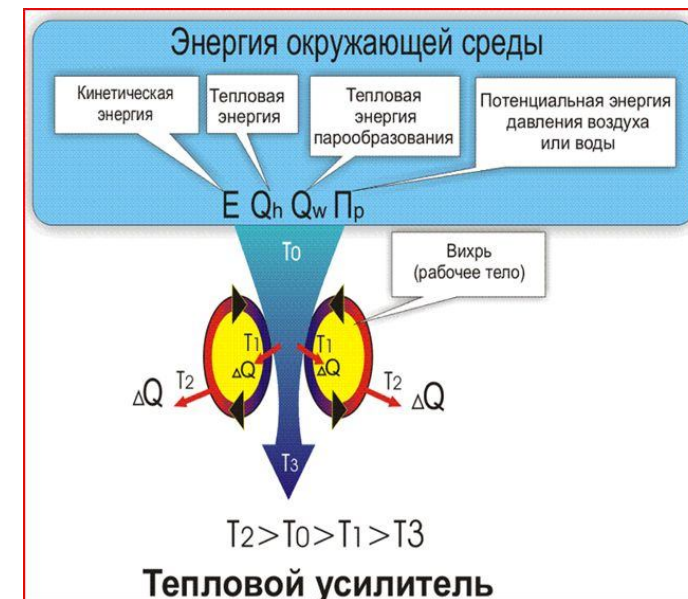 Энергия окружающей среды
Кинетическая
энергия
Тепловая
энергия
Тепловая
энергия
парообразования
Потенциальная энергия
давления воздуха
или воды
E Qh Qw Пр
T0
Вихрь
(рабочее тело)
T1
ΔQ
T1
ΔQ
T2
ΔQ
T2
ΔQ
T3
T2>T0>T1>T3
Тепловой усилитель